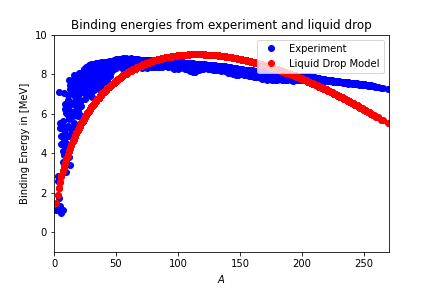 Binding energies from experiment and liquid drop
10
8
6
4
2
0
Binding Energy in [MeV]
Experiment
Liquid Drop Model
0 50 100 150 200 250
A